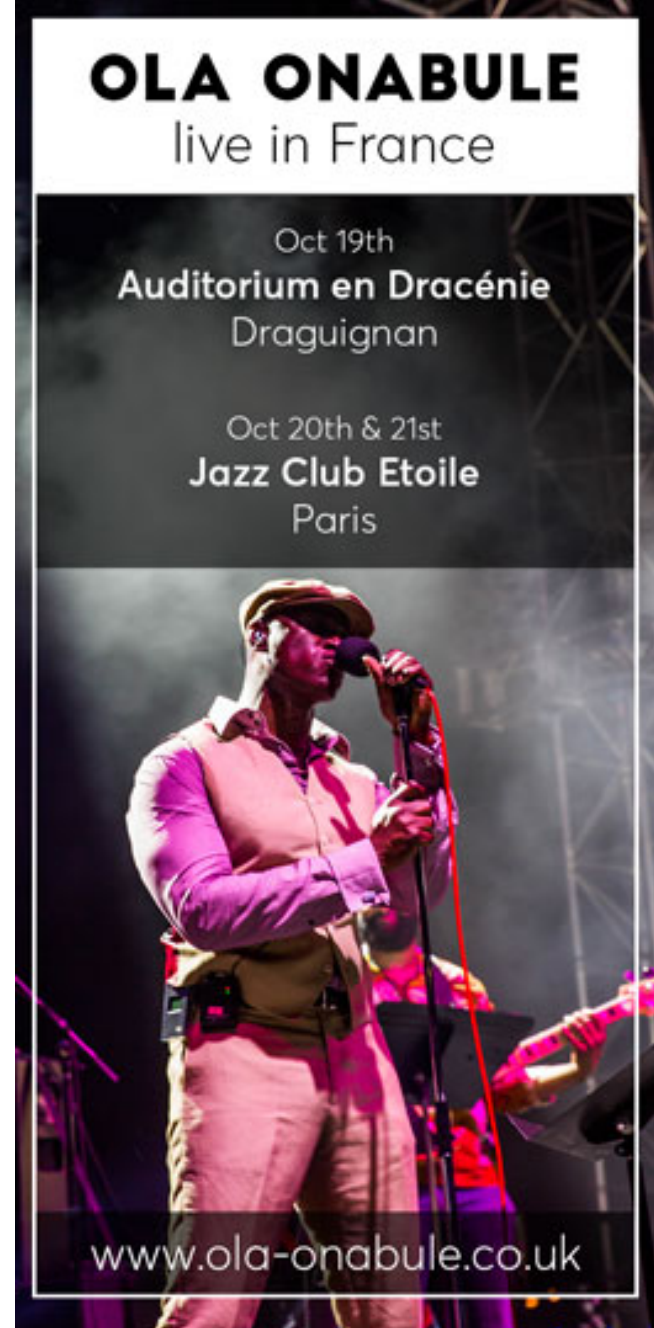 OLA ONABULE
live in France
Oct 19th
Auditorium en Dracénie
Draguignan
Oct 20th & 21st
Jazz Club Etoile
Paris
www.ola-onabule.co.uk